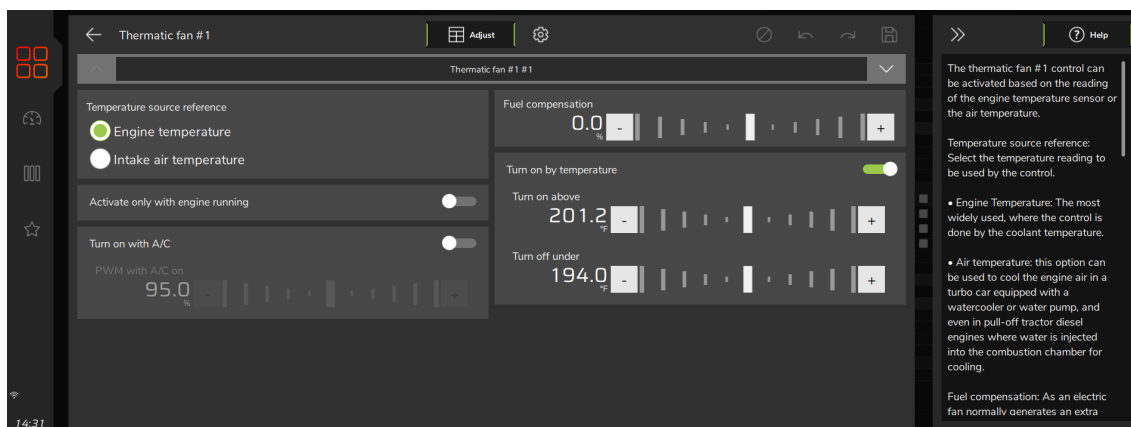 Thermatic fan #1
Adjust
Help
Thermatic fan #1 #1
Temperature source reference
Engine temperature
Intake air temperature
Activate only with engine running
Turn on with A/C
PWM with A/C on
95.0
%
-
+
Fuel compensation
0.0
%
-
+
Turn on by temperature
Turn on above
201.2
°F
-
+
Turn off under
194.0
°F
-
+
The thermatic fan #1 control can
be activated based on the reading
of the engine temperature sensor or
the air temperature.
Temperature source reference:
Select the temperature reading to
be used by the control.
• Engine Temperature: The most
widely used, where the control is
done by the coolant temperature.
• Air temperature: this option can
be used to cool the engine air in a
turbo car equipped with a
watercooler or water pump, and
even in pull-off tractor diesel
engines where water is injected
into the combustion chamber for
cooling.
Fuel compensation: As an electric
fan normally generates an extra
14:31